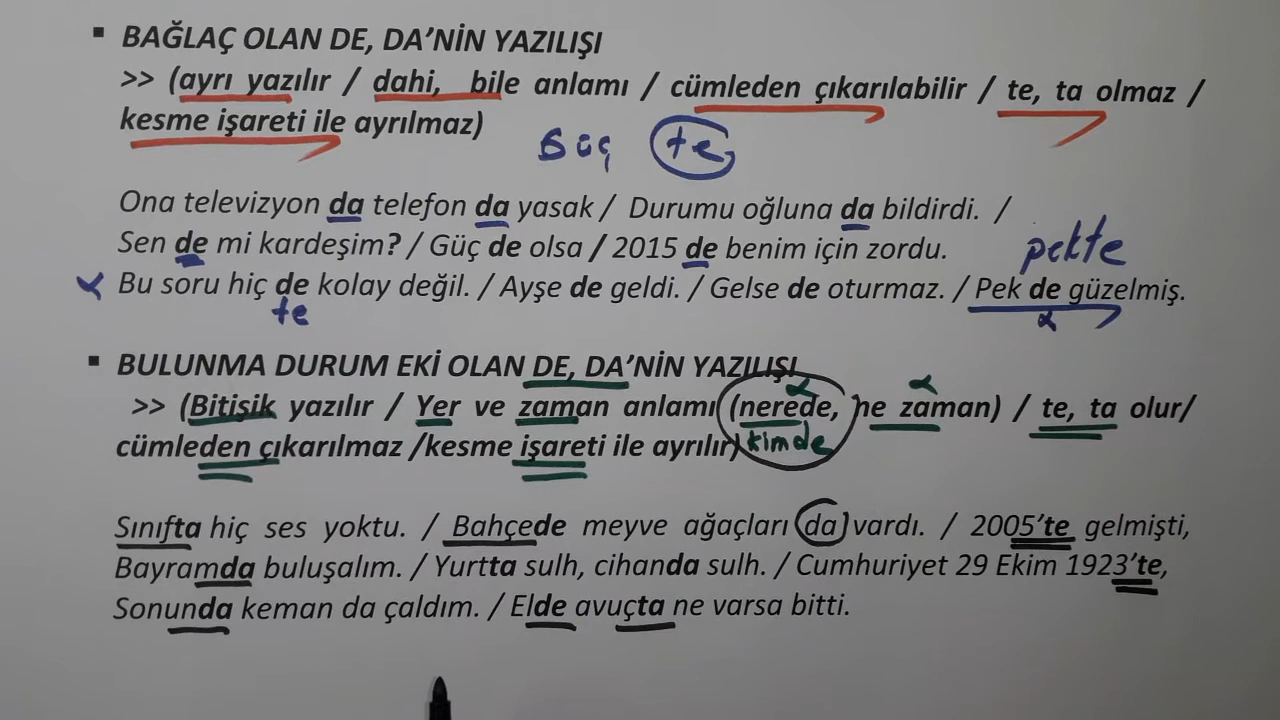 ▪ BAĞLAÇ OLAN DE, DA’NİN YAZILIŞI
>> (ayrı yazılır / dahi, bile anlamı / cümleden çıkarılabilir / te, ta olmaz /
kesme işareti ile ayrılmaz)
te
Ona televizyon da telefon da yasak / Durumu oğluna da bildirdi. /
Sen de mi kardeşim? / Güç de olsa / 2015 de benim için zordu.
pekte
Bu soru hiç de kolay değil. / Ayşe de geldi. / Gelse de oturmaz. / Pek de güzelmiş.
te
▪ BULUNMA DURUM EKİ OLAN DE, DA’NİN YAZILIŞI
>> (Bitişik yazılır / Yer ve zaman anlamı (nerede, ne zaman) / te, ta olur/
cümleden çıkarılmaz /kesme işareti ile ayrılır)
kimde
Sınıfta hiç ses yoktu. / Bahçede meyve ağaçları da vardı. / 2005’te gelmişti,
Bayramda buluşalım. / Yurtta sulh, cihanda sulh. / Cumhuriyet 29 Ekim 1923’te,
Sonunda keman da çaldım. / Elde avuçta ne varsa bitti.